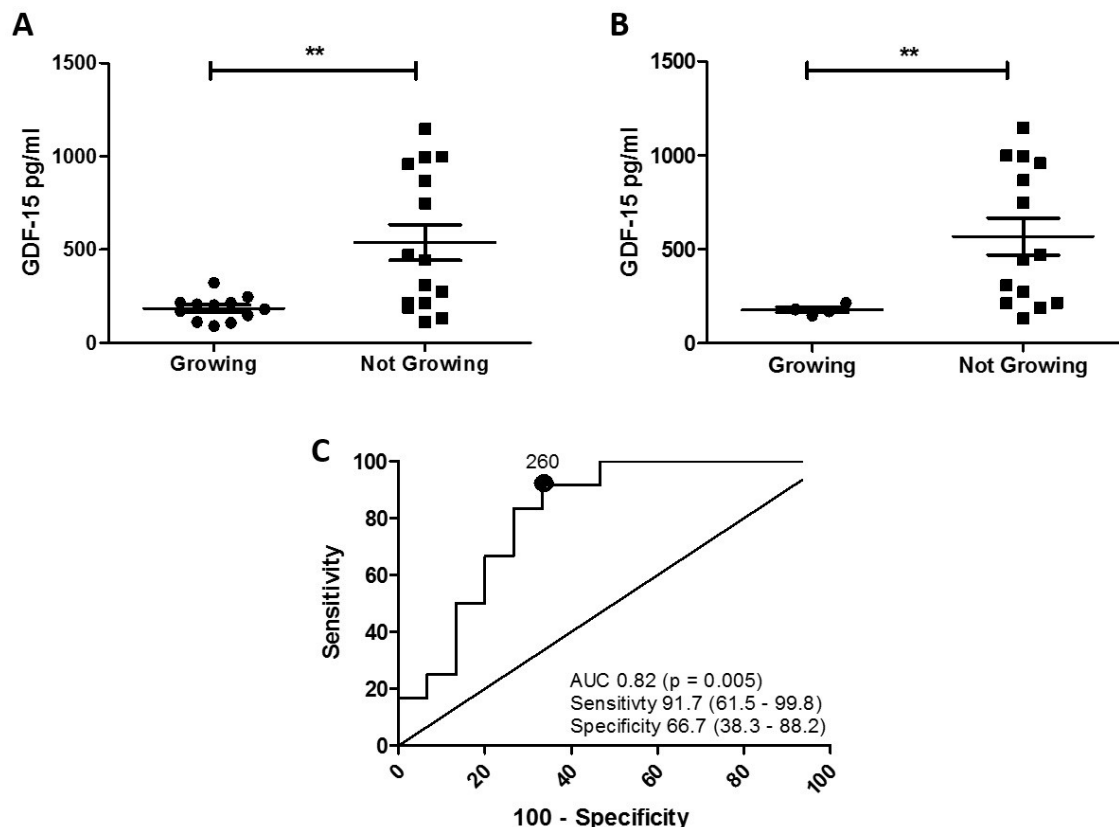 A
**
1500
1000
500
0
GDF-15 pg/ml
Growing
Not Growing
B
**
1500
1000
500
0
GDF-15 pg/ml
Growing
Not Growing
C
260
100
80
60
40
20
0
Sensitivity
AUC 0.82 (p = 0.005)
Sensitivty 91.7 (61.5 - 99.8)
Specificity 66.7 (38.3 - 88.2)
0 20 40 60 80 100
100 - Specificity